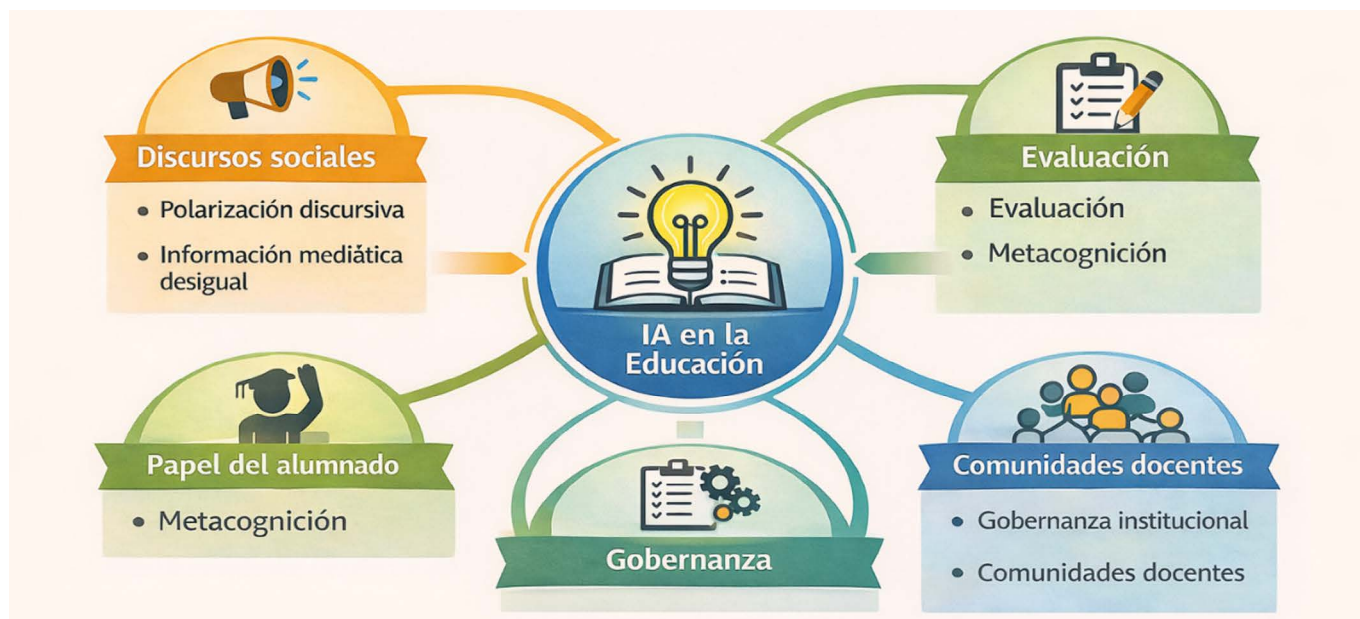 Discursos sociales
• Polarización discursiva
• Información mediática
desigual
Evaluación
• Evaluación
• Metacognición
IA en la
Educación
Papel del alumnado
• Metacognición
Gobernanza
Comunidades docentes
• Gobernanza institucional
• Comunidades docentes